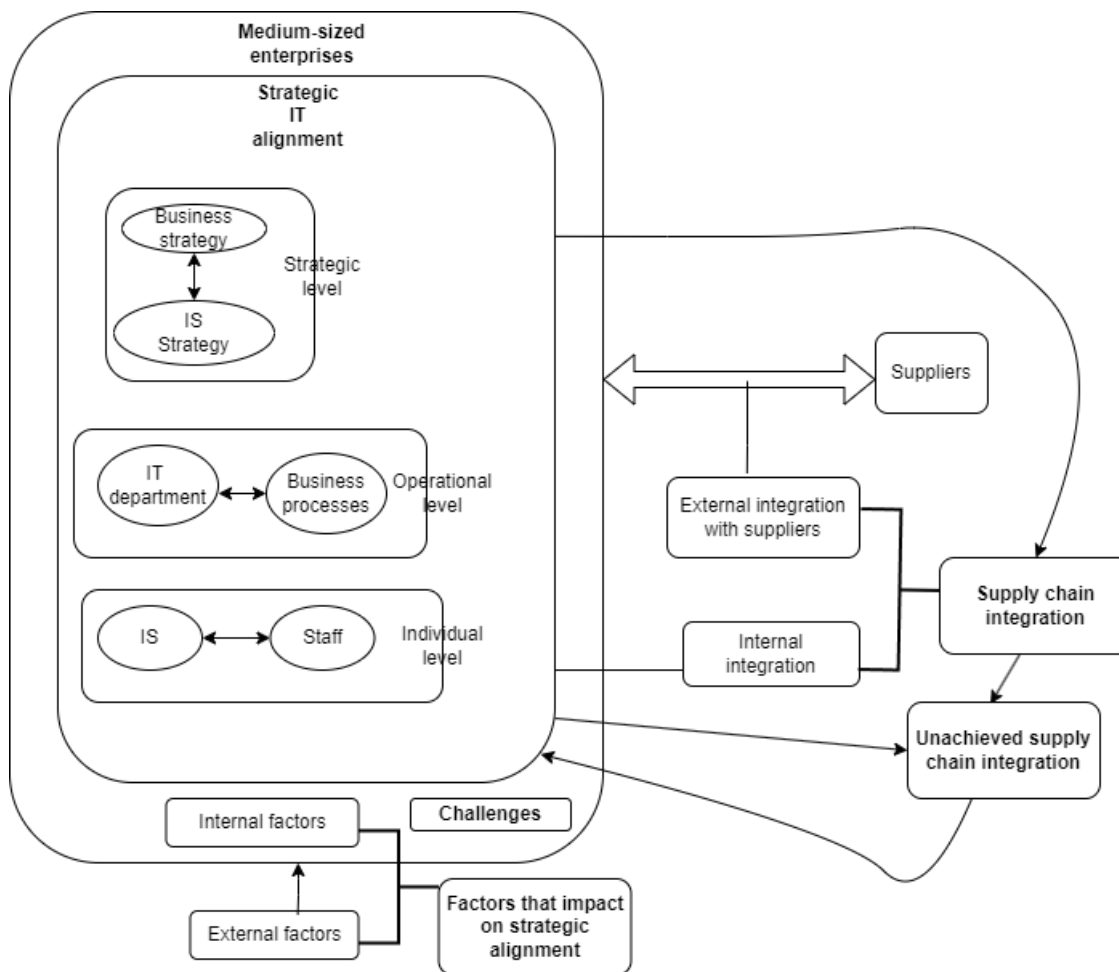 Medium-sized
enterprises
Strategic
IT
alignment
Business
strategy
Strategic
level
IS
Strategy
Suppliers
IT
department
Business
processes
Operational
level
External integration
with suppliers
Supply chain
integration
IS
Staff
Individual
level
Internal
integration
Unachieved supply
chain integration
Challenges
Internal factors
External factors
Factors that impact
on strategic
alignment